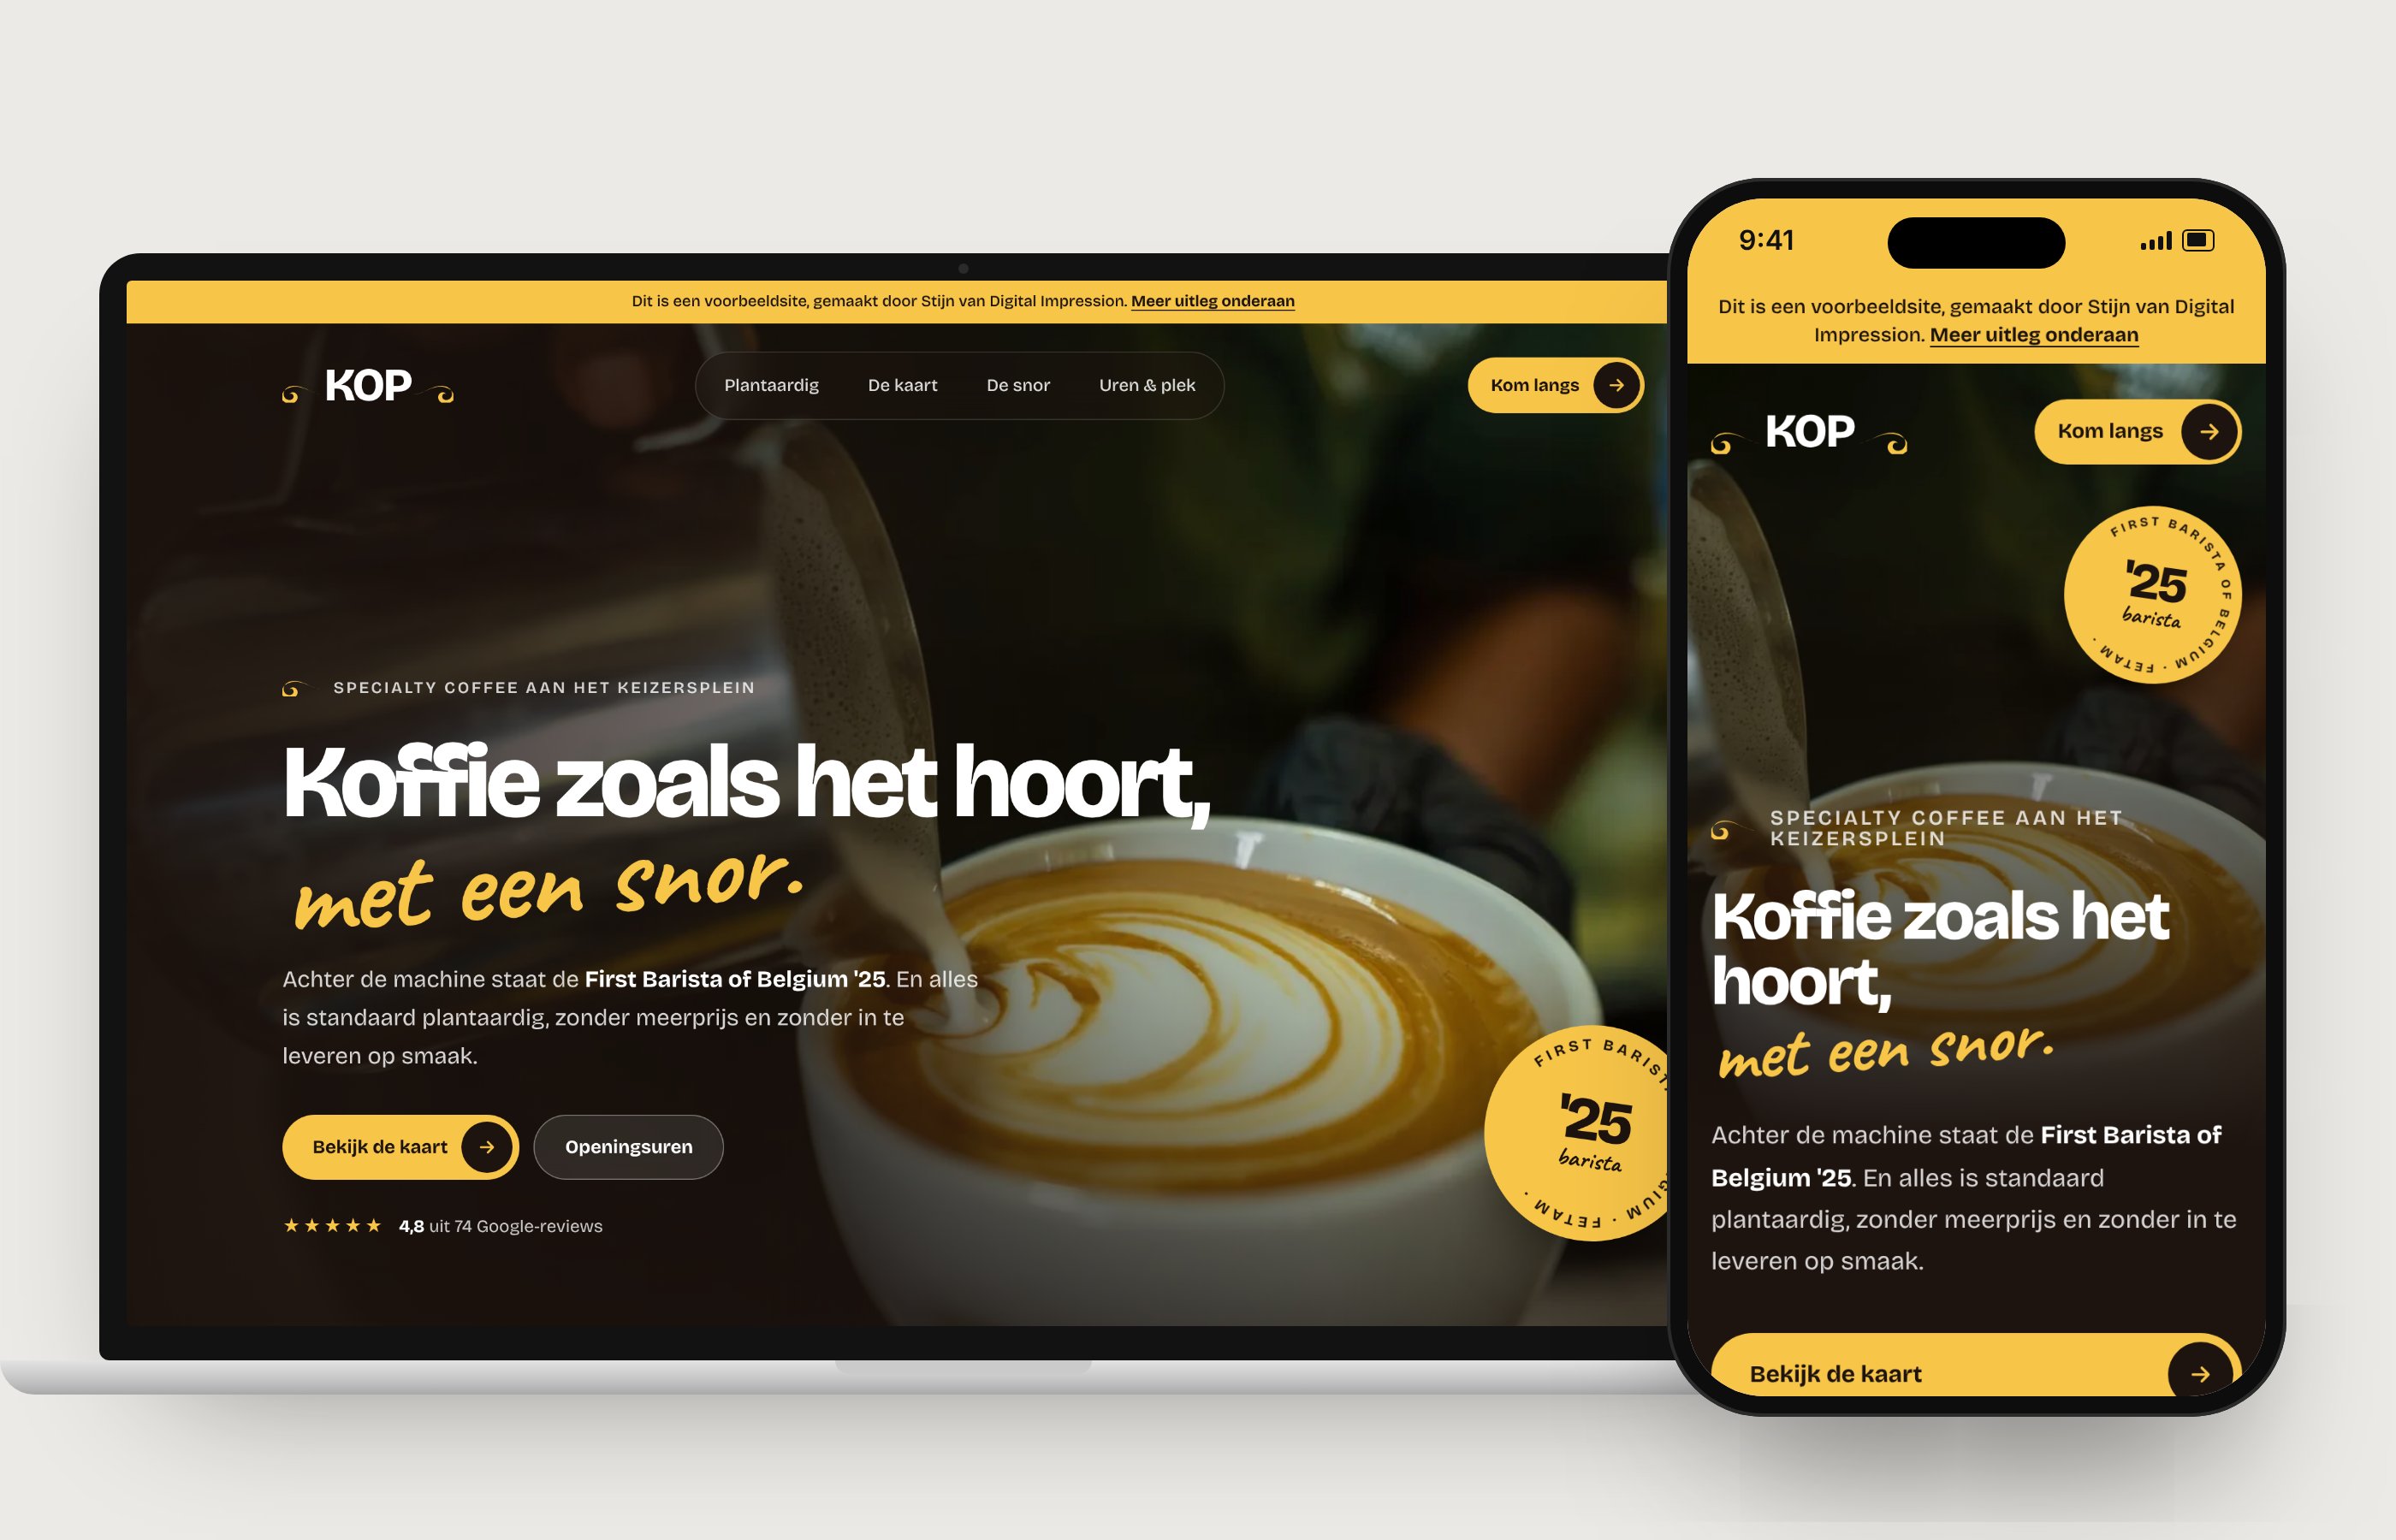 Dit is een voorbeeldsite, gemaakt door Stijn van Digital Impression. Meer uitleg onderaan
KOP
Plantaardig
De kaart
De snor
Uren & plek
Kom langs
SPECIALTY COFFEE AAN HET KEIZERSPLEIN
Koffie zoals het hoort,
met een snor.
Achter de machine staat de First Barista of Belgium '25. En alles
is standaard plantaardig, zonder meerprijs en zonder in te
leveren op smaak.
Bekijk de kaart
Openingsuren
★★★★★ 4,8 uit 74 Google-reviews
FIRST BARIST
· FETAM ·
'25
barista
9:41
Dit is een voorbeeldsite, gemaakt door Stijn van Digital
Impression. Meer uitleg onderaan
KOP
Kom langs
FIRST BARISTA OF BELGIUM · FETAM ·
'25
barista
SPECIALTY COFFEE AAN HET
KEIZERSPLEIN
Koffie zoals het
hoort,
met een snor.
Achter de machine staat de First Barista of
Belgium '25. En alles is standaard
plantaardig, zonder meerprijs en zonder in te
leveren op smaak.
Bekijk de kaart